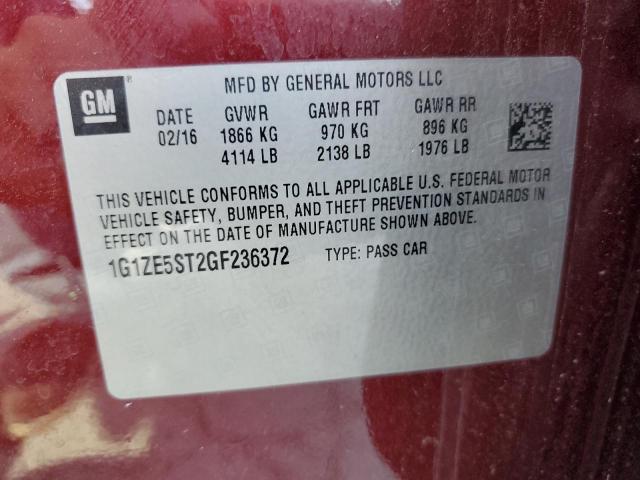 GM
MFD BY GENERAL MOTORS LLC
DATE GVWR GAWR FRT GAWR RR
02/16 1866 KG 970 KG 896 KG
4114 LB 2138 LB 1976 LB
THIS VEHICLE CONFORMS TO ALL APPLICABLE U.S. FEDERAL MOTOR
VEHICLE SAFETY, BUMPER, AND THEFT PREVENTION STANDARDS IN
EFFECT ON THE DATE OF MANUFACTURE SHOWN ABOVE.
1G1ZE5ST2GF236372 TYPE: PASS CAR